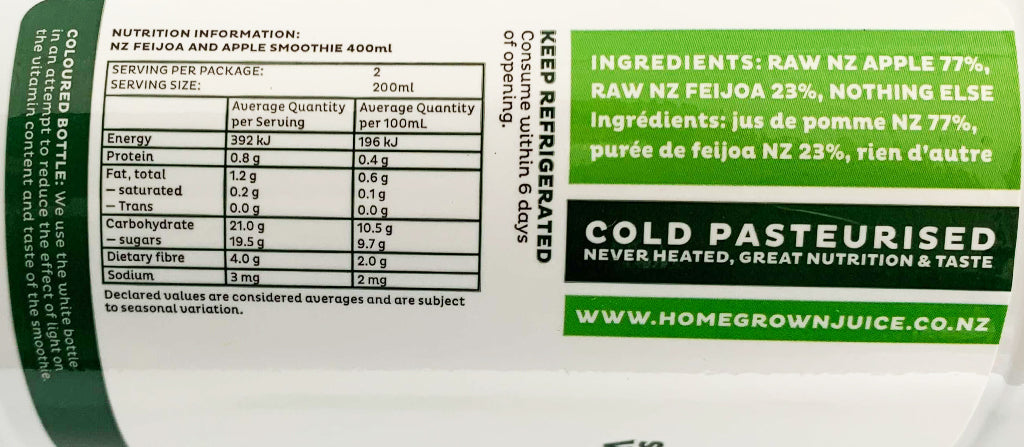 COLOURED BOTTLE: We use the white bottle
in an attempt to reduce the effect of light on
the vitamin content and taste of the smoothie.
NUTRITION INFORMATION:
NZ FEIJOA AND APPLE SMOOTHIE 400ml
SERVING PER PACKAGE: 2
SERVING SIZE: 200ml
Average Quantity Average Quantity
per Serving per 100mL
Energy 392 kJ 196 kJ
Protein 0.8 g 0.4 g
Fat, total 1.2 g 0.6 g
– saturated 0.2 g 0.1 g
– Trans 0.0 g 0.0 g
Carbohydrate 21.0 g 10.5 g
– sugars 19.5 g 9.7 g
Dietary fibre 4.0 g 2.0 g
Sodium 3 mg 2 mg
Declared values are considered averages and are subject
to seasonal variation.
KEEP REFRIGERATED
Consume within 6 days
of opening.
INGREDIENTS: RAW NZ APPLE 77%,
RAW NZ FEIJOA 23%, NOTHING ELSE
Ingrédients: jus de pomme NZ 77%,
purée de feijoa NZ 23%, rien d'autre
COLD PASTEURISED
NEVER HEATED, GREAT NUTRITION & TASTE
WWW.HOMEGROWNJUICE.CO.NZ